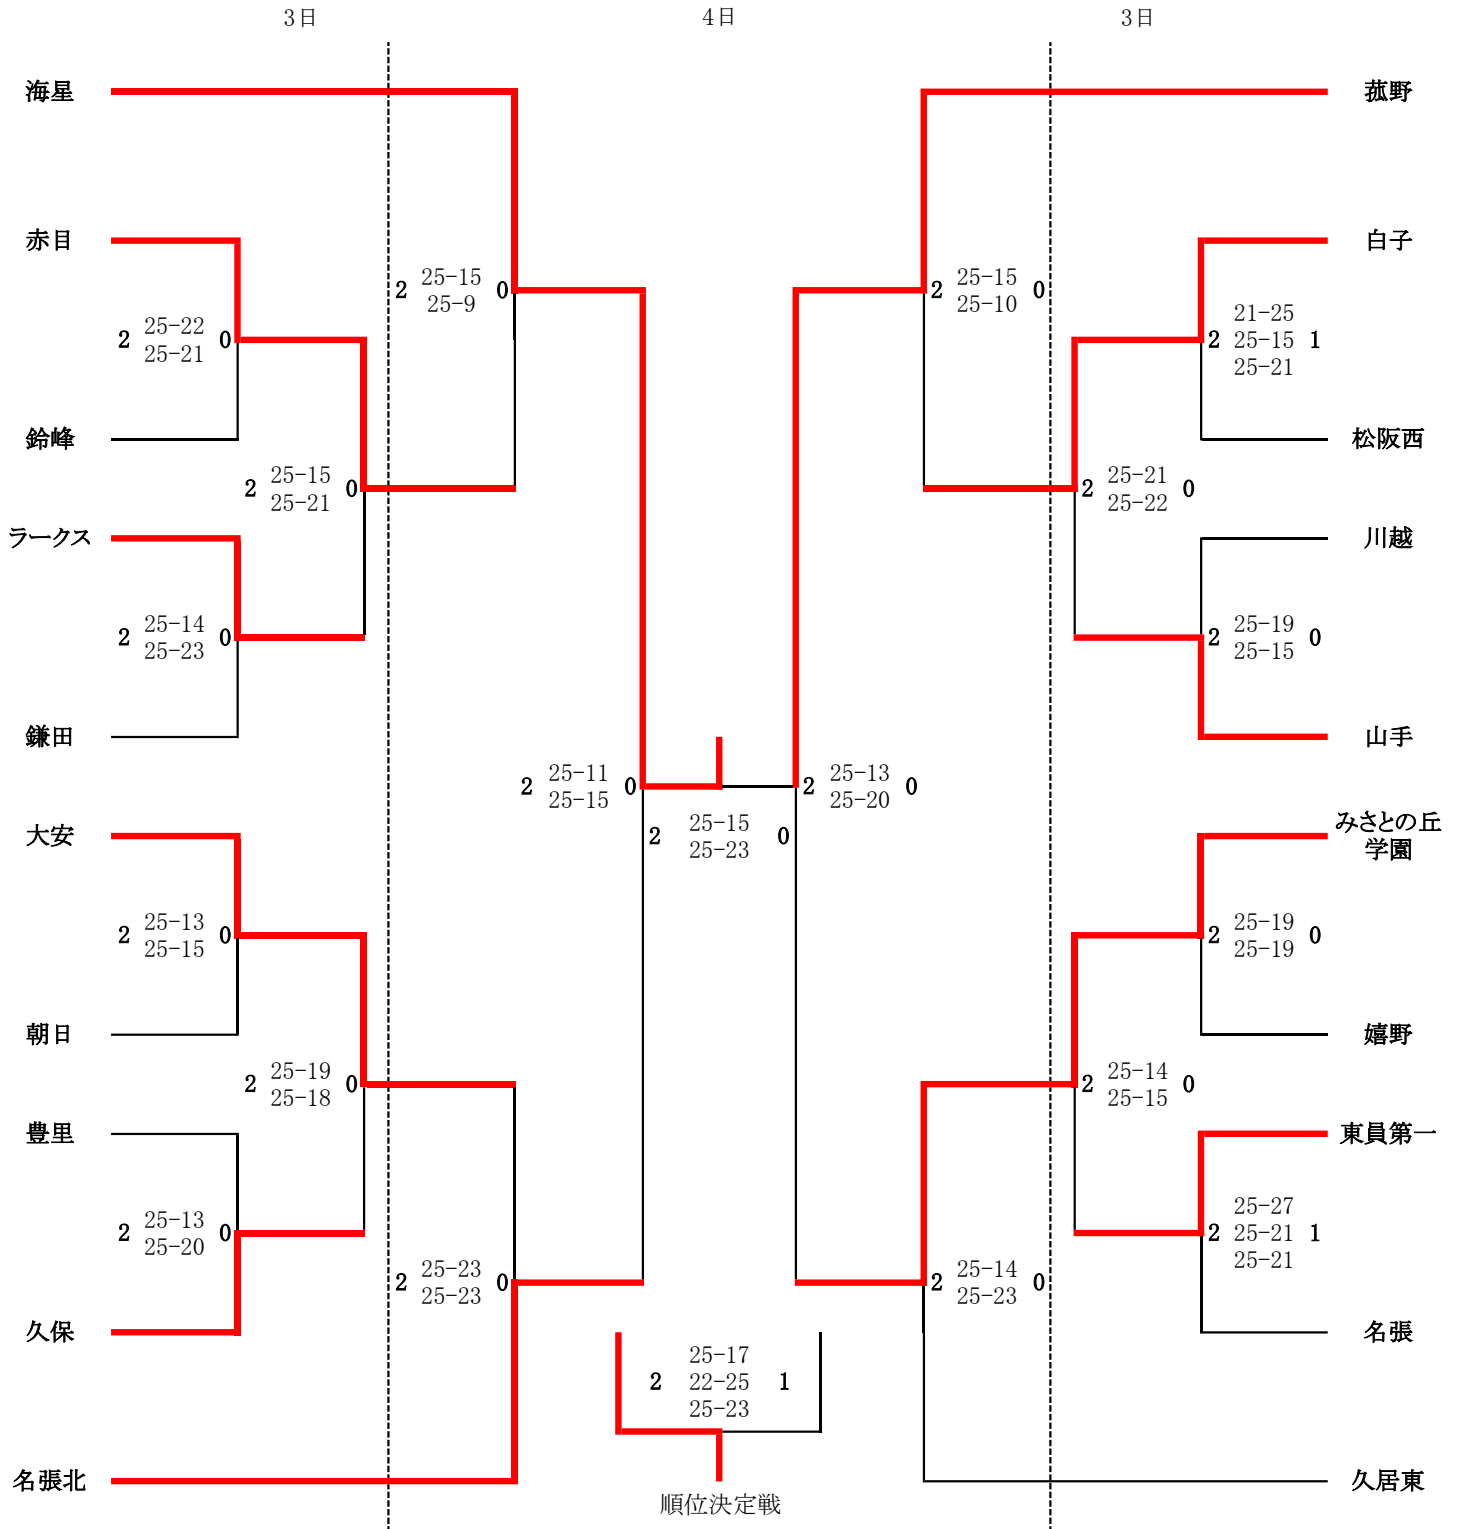 3日 4日 3日
海星 菰野
赤目 白子
2 25-15 0 2 25-15 0
25-9 25-10
2 25-22 0 21-25
25-21 2 25-15 1
25-21
鈴峰 松阪西
2 25-15 0 2 25-21 0
25-21 25-22
ラークス 川越
2 25-14 0 2 25-19 0
25-23 25-15
鎌田 山手
2 25-11 0 2 25-13 0
25-15 25-20
大安 みさとの丘
学園
2 25-15 0
25-23
2 25-13 0 2 25-19 0
25-15 25-19
朝日 嬉野
2 25-19 0 2 25-14 0
25-18 25-15
豊里 東員第一
2 25-13 0 25-27
25-20 2 25-21 1
25-21
2 25-23 0 2 25-14 0
25-23 25-23
久保 名張
25-17
2 22-25 1
25-23
名張北 久居東
順位決定戦